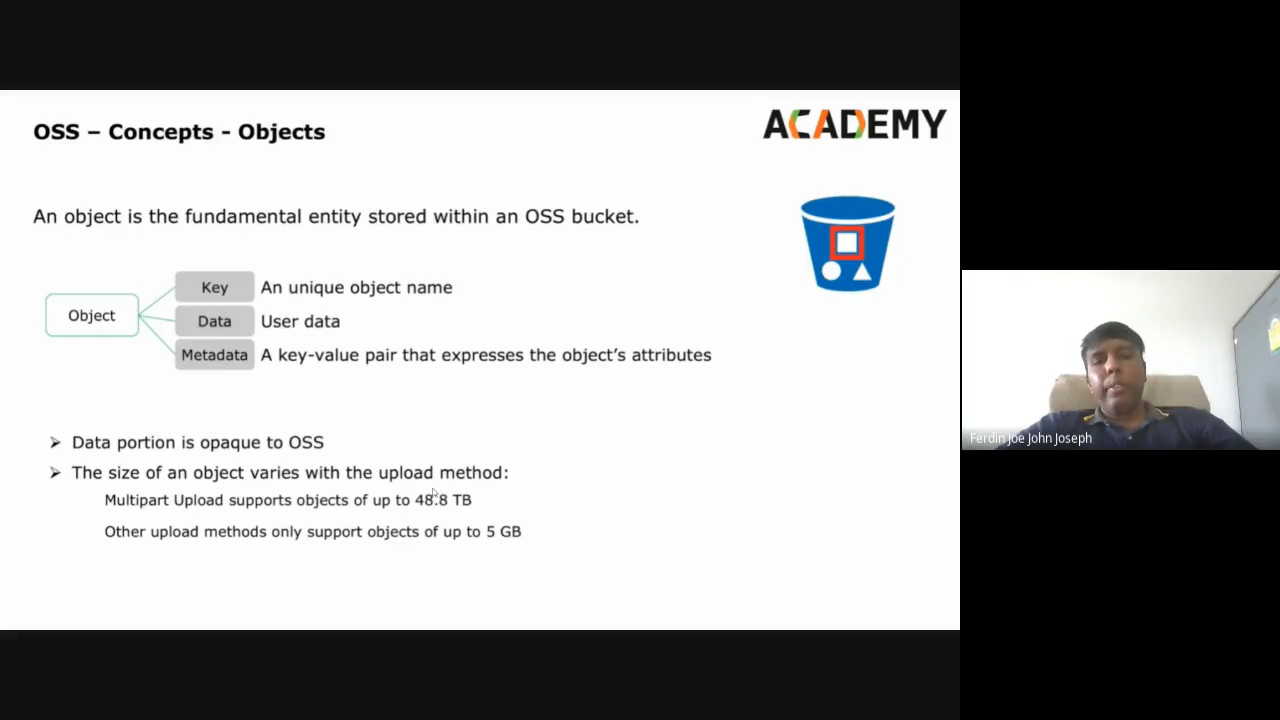 OSS – Concepts - Objects
ACADEMY
An object is the fundamental entity stored within an OSS bucket.
Object
Key An unique object name
Data User data
Metadata A key-value pair that expresses the object’s attributes
➢ Data portion is opaque to OSS
➢ The size of an object varies with the upload method:
Multipart Upload supports objects of up to 48.8 TB
Other upload methods only support objects of up to 5 GB
Ferdin Joe John Joseph